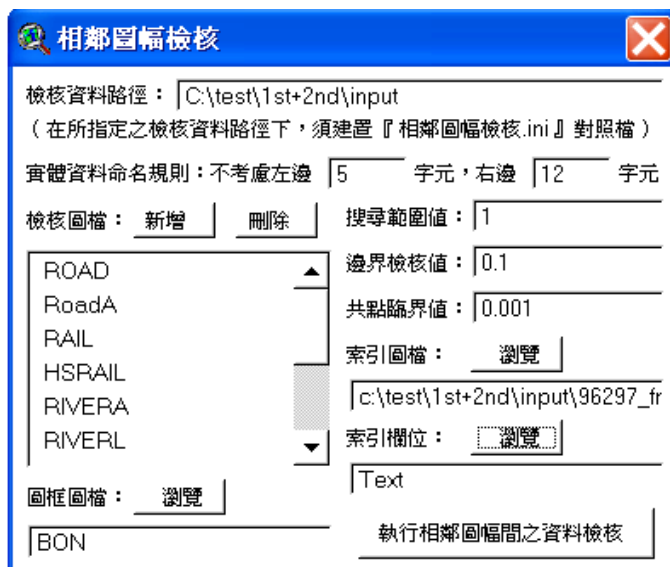 相鄰圖幅檢核
檢核資料路徑： C:\test\1st+2nd\input
（在所指定之檢核資料路徑下，須建置『相鄰圖幅檢核.ini』對照檔）
實體資料命名規則：不考慮左邊 5 字元，右邊 12 字元
檢核圖檔： 新增 刪除
ROAD
RoadA
RAIL
HSRAIL
RIVERA
RIVERL
圖框圖檔： 瀏覽
BON
搜尋範圍值： 1
邊界檢核值： 0.1
共點臨界值： 0.001
索引圖檔： 瀏覽
c:\test\1st+2nd\input\96297_fr
索引欄位： 瀏覽
Text
執行相鄰圖幅間之資料檢核